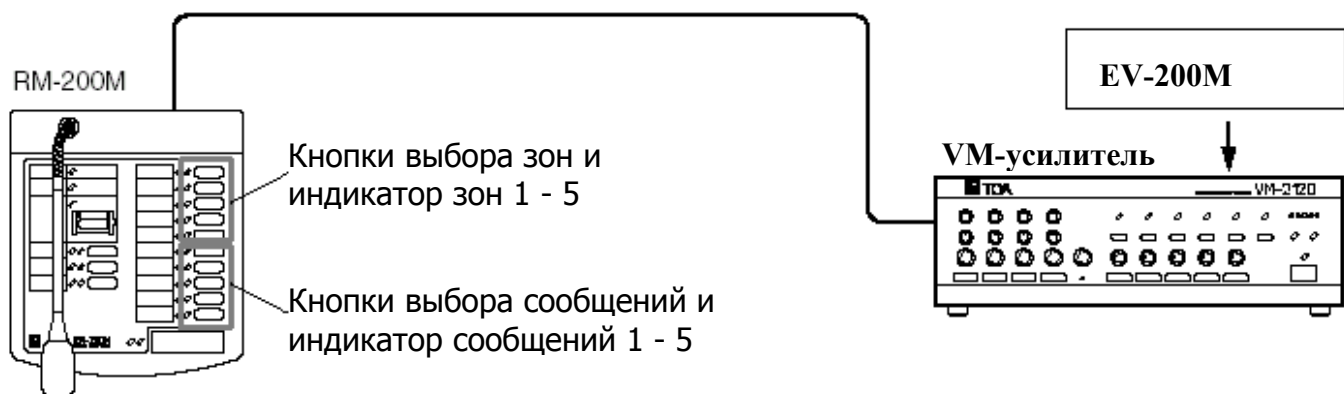 RM-200M
Кнопки выбора зон и
индикатор зон 1 - 5
Кнопки выбора сообщений и
индикатор сообщений 1 - 5
EV-200M
VM-усилитель
TOA
VM-2120